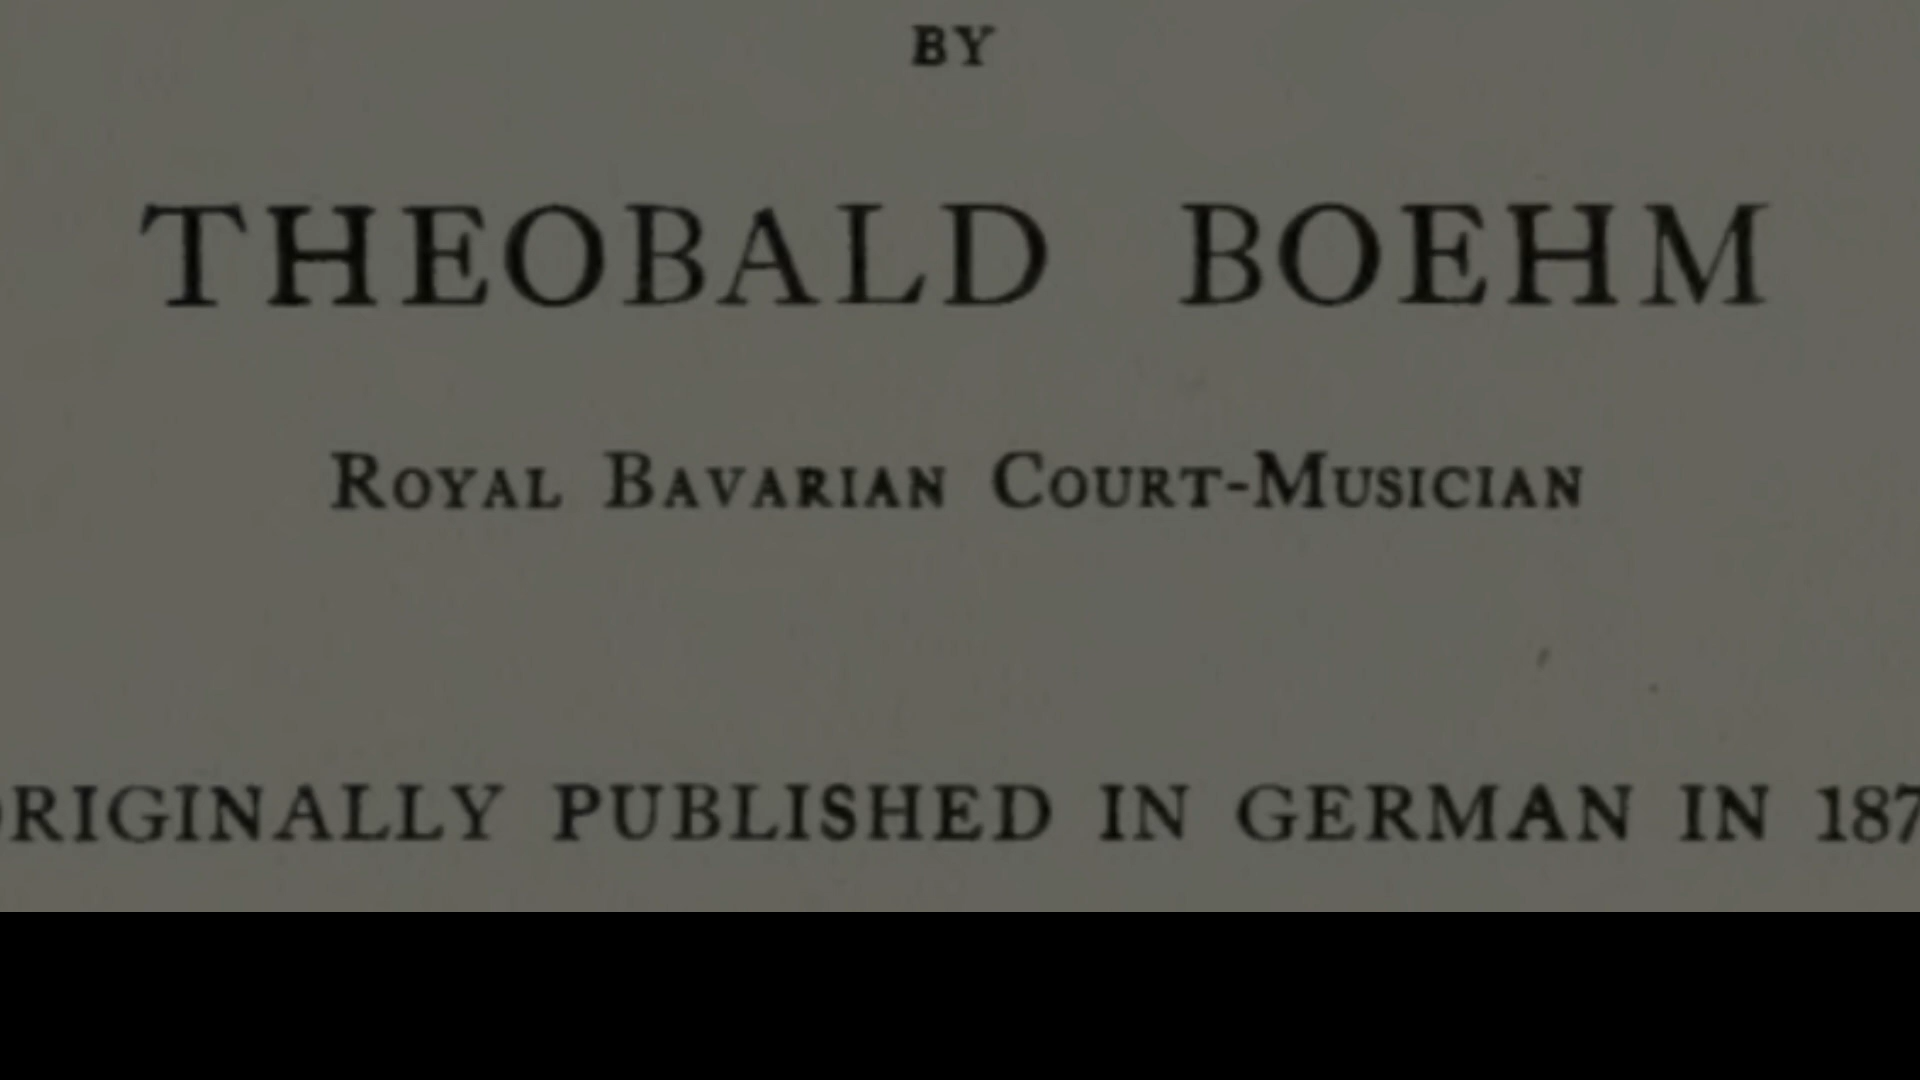 BY
THEOBALD BOEHM
ROYAL BAVARIAN COURT-MUSICIAN
RIGINALLY PUBLISHED IN GERMAN IN 187